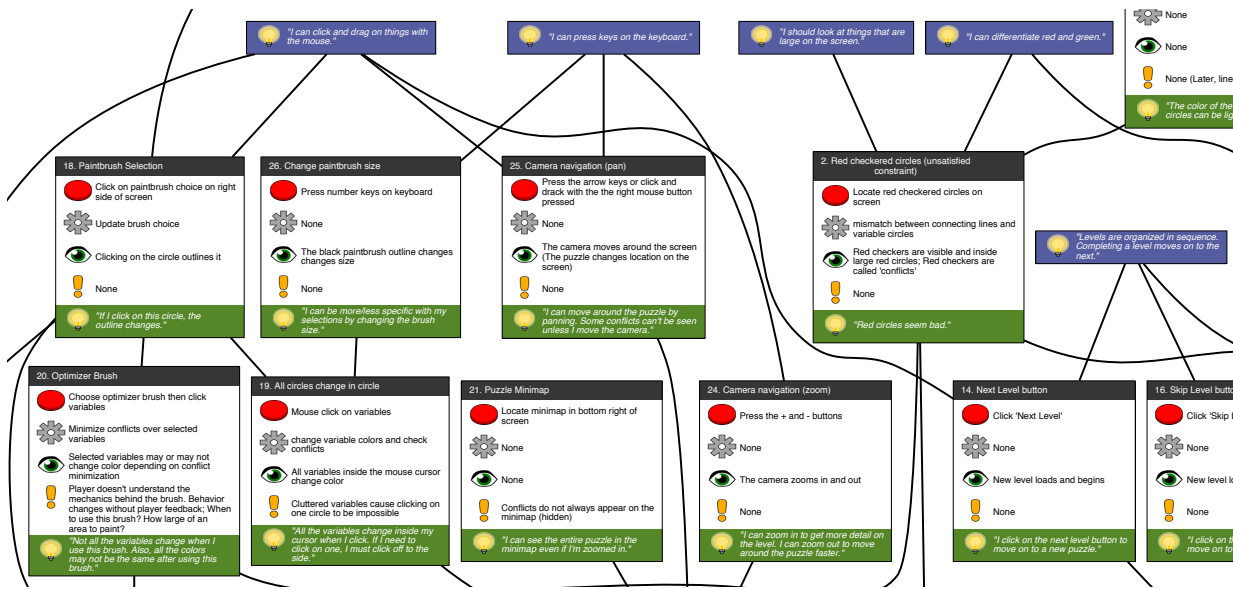 "I can click and drag on things with
the mouse."
"I can press keys on the keyboard."
"I should look at things that are
large on the screen."
"I can differentiate red and green."
None
None
None (Later, line
"The color of the
circles can be lig
18. Paintbrush Selection
Click on paintbrush choice on right
side of screen
Update brush choice
Clicking on the circle outlines it
None
"If I click on this circle, the
outline changes."
26. Change paintbrush size
Press number keys on keyboard
None
The black paintbrush outline changes
changes size
None
"I can be more/less specific with my
selections by changing the brush
size."
25. Camera navigation (pan)
Press the arrow keys or click and
drack with the the right mouse button
pressed
None
The camera moves around the screen
(The puzzle changes location on the
screen)
None
"I can move around the puzzle by
panning. Some conflicts can't be seen
unless I move the camera."
2. Red checkered circles (unsatisfied
constraint)
Locate red checkered circles on
screen
mismatch between connecting lines and
variable circles
Red checkers are visible and inside
large red circles; Red checkers are
called 'conflicts'
None
"Red circles seem bad."
"Levels are organized in sequence.
Completing a level moves on to the
next."
20. Optimizer Brush
Choose optimizer brush then click
variables
Minimize conflicts over selected
variables
Selected variables may or may not
change color depending on conflict
minimization
Player doesn't understand the
mechanics behind the brush. Behavior
changes without player feedback; When
to use this brush? How large of an
area to paint?
"Not all the variables change when I
use this brush. Also, all the colors
may not be the same after using this
brush."
19. All circles change in circle
Mouse click on variables
change variable colors and check
conflicts
All variables inside the mouse cursor
change color
Cluttered variables cause clicking on
one circle to be impossible
"All the variables change inside my
cursor when I click. If I need to
click on one, I must click off to the
side."
21. Puzzle Minimap
Locate minimap in bottom right of
screen
None
None
Conflicts do not always appear on the
minimap (hidden)
"I can see the entire puzzle in the
minimap even if I'm zoomed in."
24. Camera navigation (zoom)
Press the + and - buttons
None
The camera zooms in and out
None
"I can zoom in to get more detail on
the level. I can zoom out to move
around the puzzle faster."
14. Next Level button
Click 'Next Level'
None
New level loads and begins
None
"I click on the next level button to
move on to a new puzzle."
16. Skip Level butto
Click 'Skip L
None
New level lo
None
"I click on th
move on to